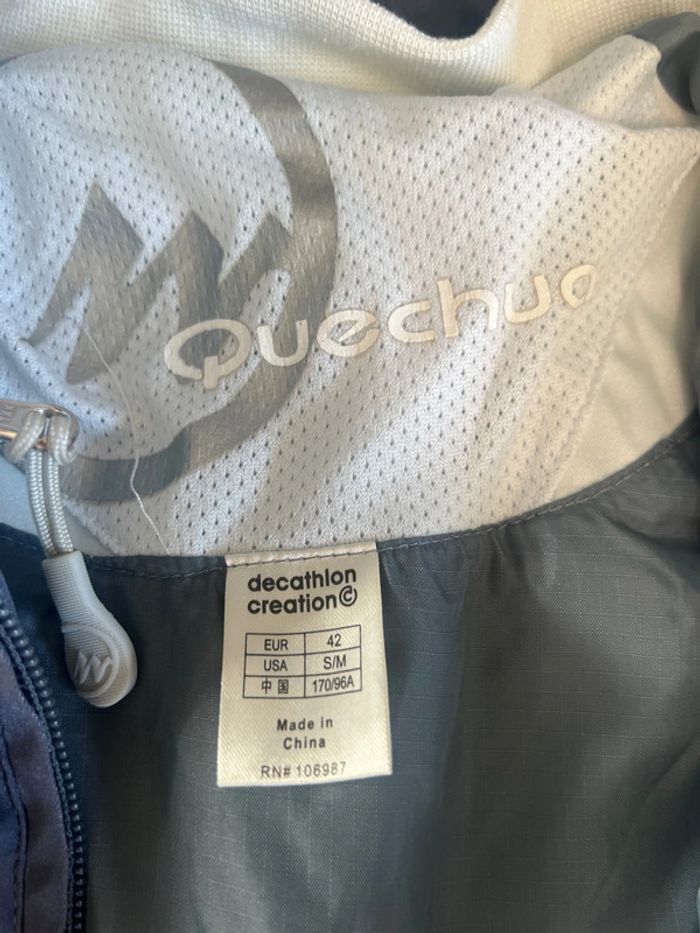 Quechua
decathlon
creation©
EUR 42
USA S/M
中国 170/96A
Made in
China
RN# 106987